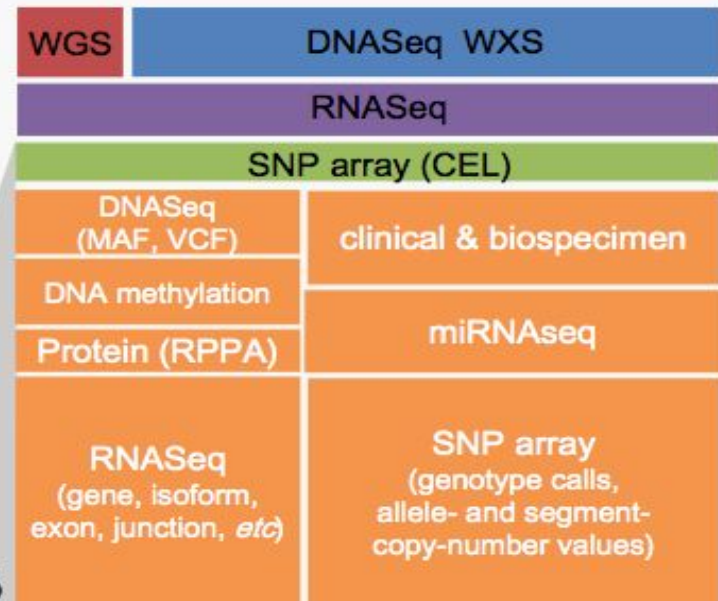 WGS
DNASeq WXS
RNASeq
SNP array (CEL)
DNASeq
(MAF, VCF)
DNA methylation
Protein (RPPA)
RNASeq
(gene, isoform,
exon, junction, etc)
clinical & biospecimen
miRNAseq
SNP array
(genotype calls,
allele- and segment-
copy-number values)